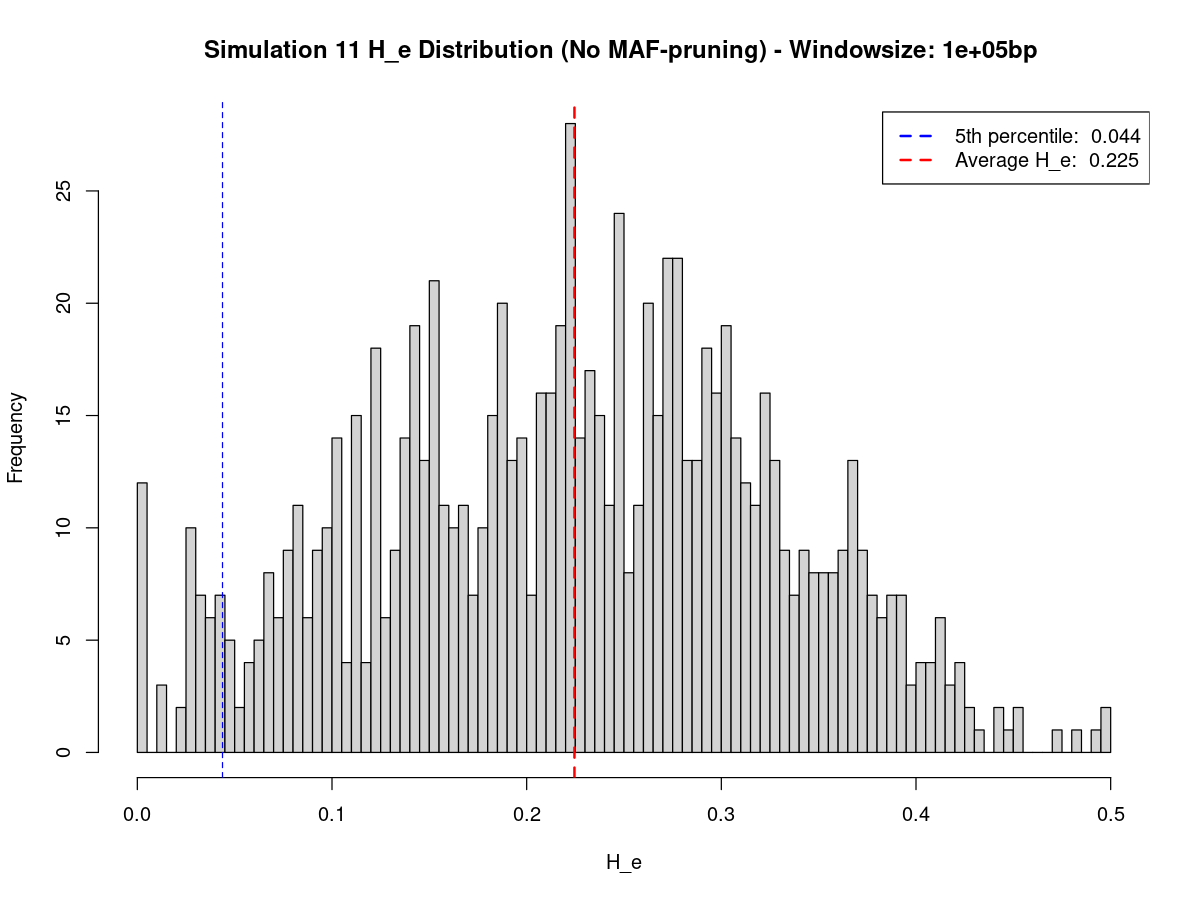 Simulation 11 H_e Distribution (No MAF-pruning) - Windowsize: 1e+05bp
5th percentile:  0.044
Average H_e:  0.225
Frequency
25
20
15
10
5
0
0.0 0.1 0.2 0.3 0.4 0.5
H_e